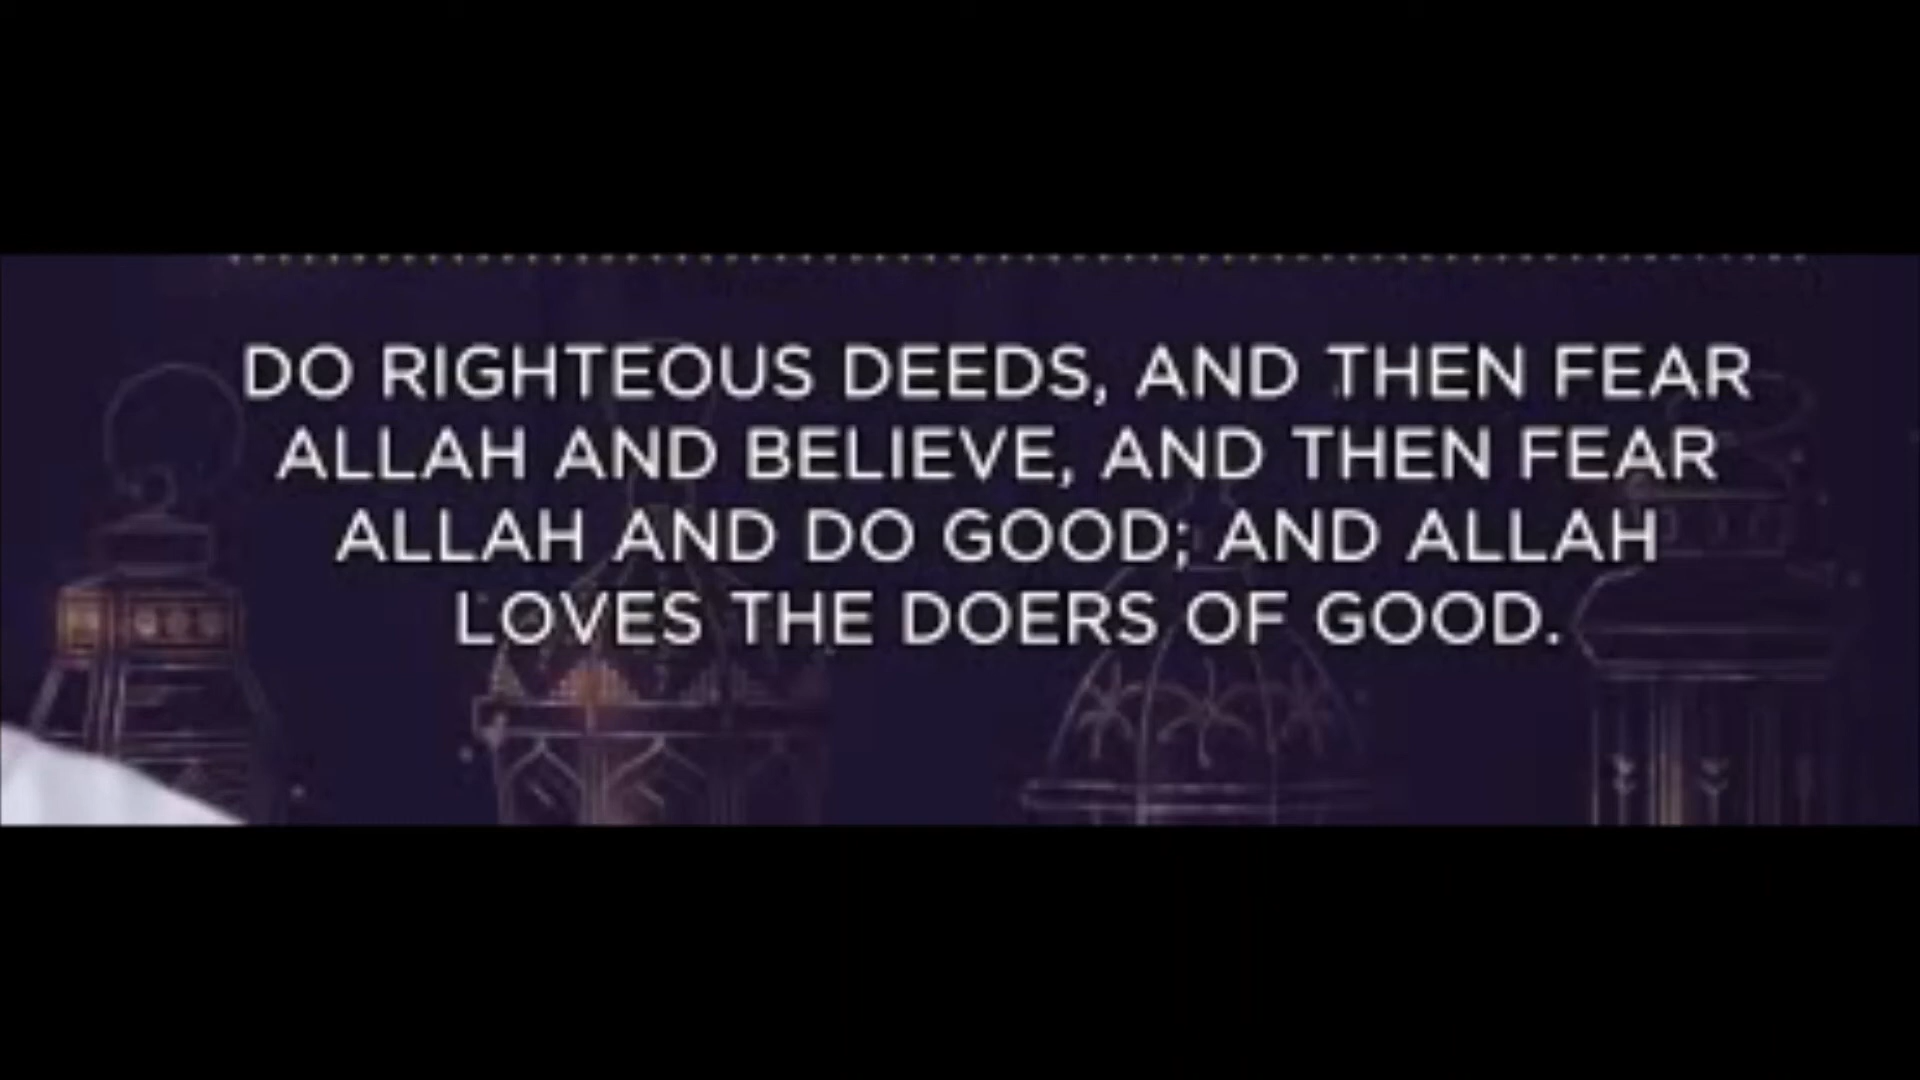 DO RIGHTEOUS DEEDS, AND THEN FEAR
ALLAH AND BELIEVE, AND THEN FEAR
ALLAH AND DO GOOD; AND ALLAH
LOVES THE DOERS OF GOOD.